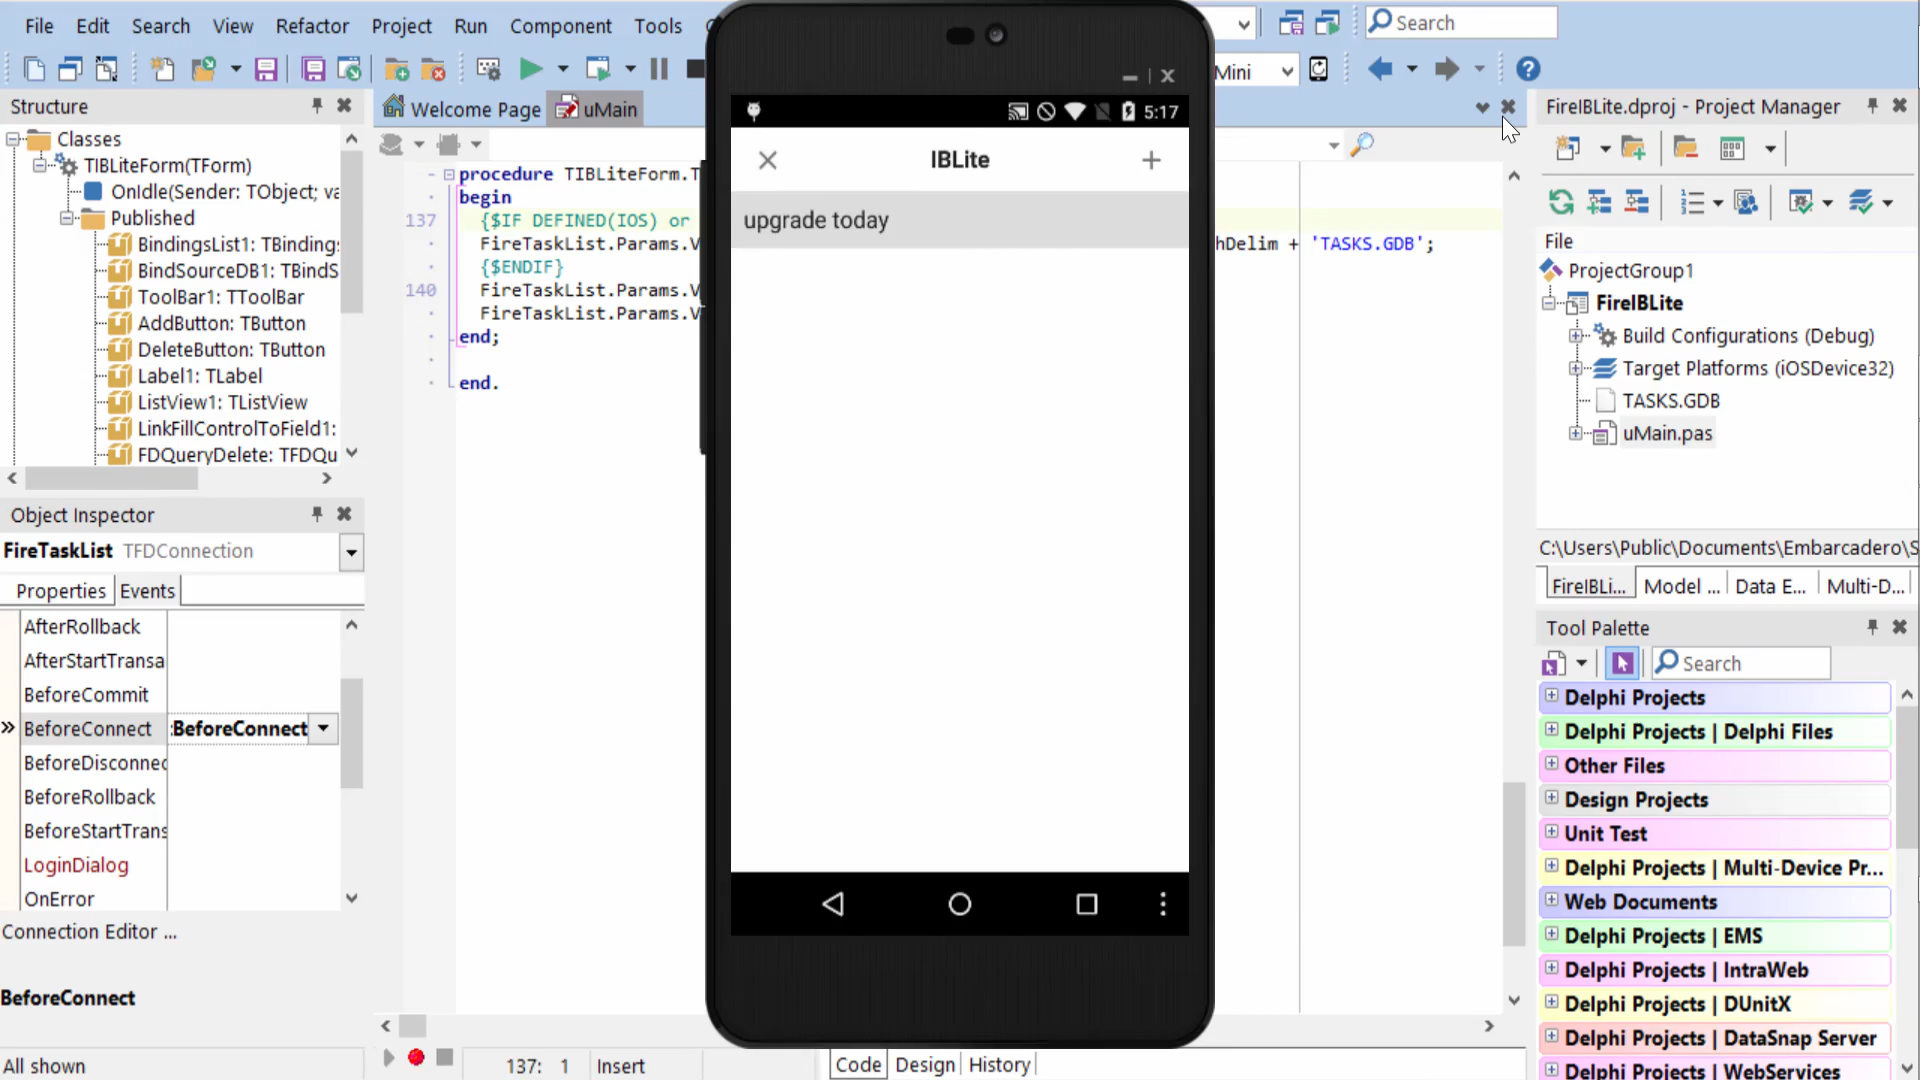 File Edit Search View Refactor Project Run Component Tools
Search
Mini
Structure
Classes
TIBLiteForm(TForm)
OnIdle(Sender: TObject; va
Published
BindingsList1: TBindings
BindSourceDB1: TBindS
ToolBar1: TToolBar
AddButton: TButton
DeleteButton: TButton
Label1: TLabel
ListView1: TListView
LinkFillControlToField1:
FDQueryDelete: TFDQu
Object Inspector
FireTaskList TFDConnection
Properties Events
AfterRollback
AfterStartTransa
BeforeCommit
BeforeConnect :BeforeConnect
BeforeDisconnec
BeforeRollback
BeforeStartTrans
LoginDialog
OnError
Connection Editor ...
BeforeConnect
All shown
Welcome Page uMain
procedure TIBLiteForm.T
begin
137 {$IF DEFINED(IOS) or
FireTaskList.Params.V hDelim + 'TASKS.GDB';
{$ENDIF}
140 FireTaskList.Params.V
FireTaskList.Params.V
end;
end.
137: 1 Insert
Code Design History
5:17
IBLite
upgrade today
FireIBLite.dproj - Project Manager
File
ProjectGroup1
FireIBLite
Build Configurations (Debug)
Target Platforms (iOSDevice32)
TASKS.GDB
uMain.pas
C:\Users\Public\Documents\Embarcadero\S
FireIBLi... Model ... Data E... Multi-D...
Tool Palette
Search
Delphi Projects
Delphi Projects | Delphi Files
Other Files
Design Projects
Unit Test
Delphi Projects | Multi-Device Pr...
Web Documents
Delphi Projects | EMS
Delphi Projects | IntraWeb
Delphi Projects | DUnitX
Delphi Projects | DataSnap Server
Delphi Projects | WebServices